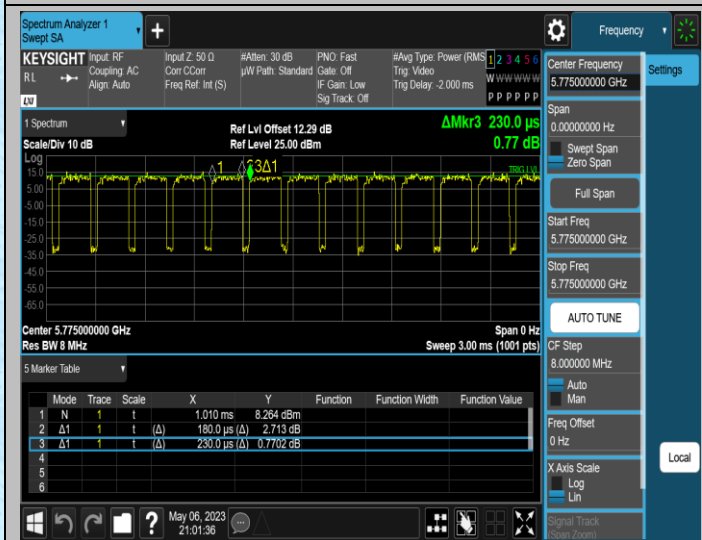 Spectrum Analyzer 1
Swept SA
Frequency
KEYSIGHT
RL
LXI
Input: RF
Coupling: AC
Align: Auto
Input Z: 50 Ω
Corr CCorr
Freq Ref: Int (S)
#Atten: 30 dB
µW Path: Standard
PNO: Fast
Gate: Off
IF Gain: Low
Sig Track: Off
#Avg Type: Power (RMS
Trig: Video
Trig Delay: -2.000 ms
1 2 3 4 5 6
W W W W W W
P P P P P P
1 Spectrum
Scale/Div 10 dB
Log
Ref Lvl Offset 12.29 dB
Ref Level 25.00 dBm
ΔMkr3 230.0 µs
0.77 dB
15.0
5.00
-5.00
-15.0
-25.0
-35.0
-45.0
-55.0
-65.0
1
3Δ1
TRIG LVL
Center 5.775000000 GHz
Res BW 8 MHz
Span 0 Hz
Sweep 3.00 ms (1001 pts)
5 Marker Table
Mode Trace Scale X Y Function Function Width Function Value
1 N 1 t 1.010 ms 8.264 dBm
2 Δ1 1 t (Δ) 180.0 µs (Δ) 2.713 dB
3 Δ1 1 t (Δ) 230.0 µs (Δ) 0.7702 dB
4
5
6
May 06, 2023
21:01:36
Center Frequency
5.775000000 GHz
Span
0.00000000 Hz
Swept Span
Zero Span
Full Span
Start Freq
5.775000000 GHz
Stop Freq
5.775000000 GHz
AUTO TUNE
CF Step
8.000000 MHz
Auto
Man
Freq Offset
0 Hz
X Axis Scale
Log
Lin
Signal Track
(Span Zoom)
Settings
Local